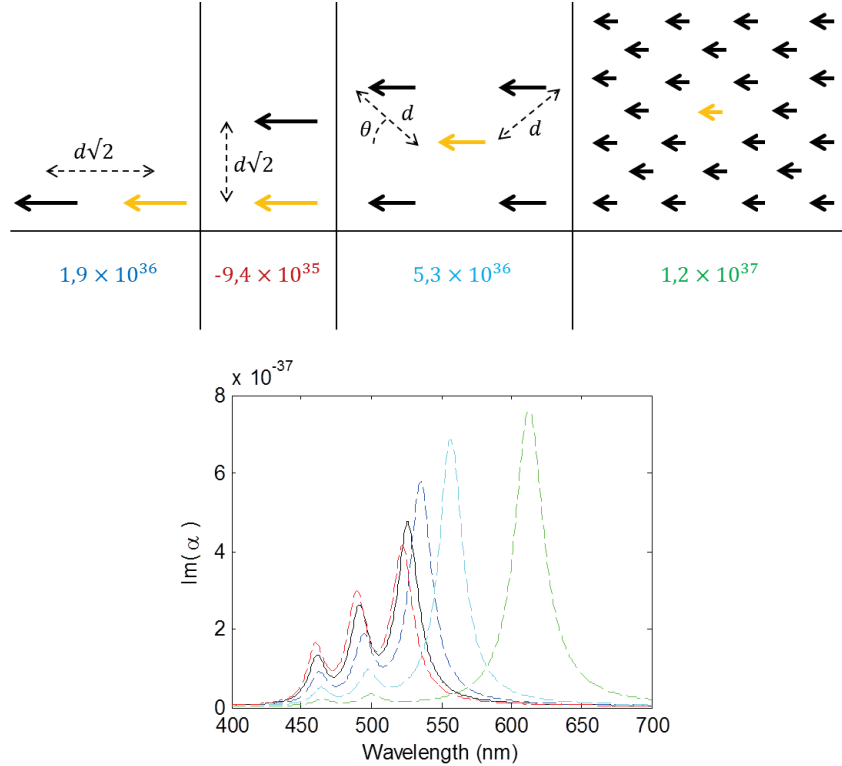 d√2
d√2
θ
d
d
1,9 × 10³⁶
-9,4 × 10³⁵
5,3 × 10³⁶
1,2 × 10³⁷
x 10⁻³⁷
8
6
4
2
0
Im( α )
400
450
500
550
600
650
700
Wavelength (nm)